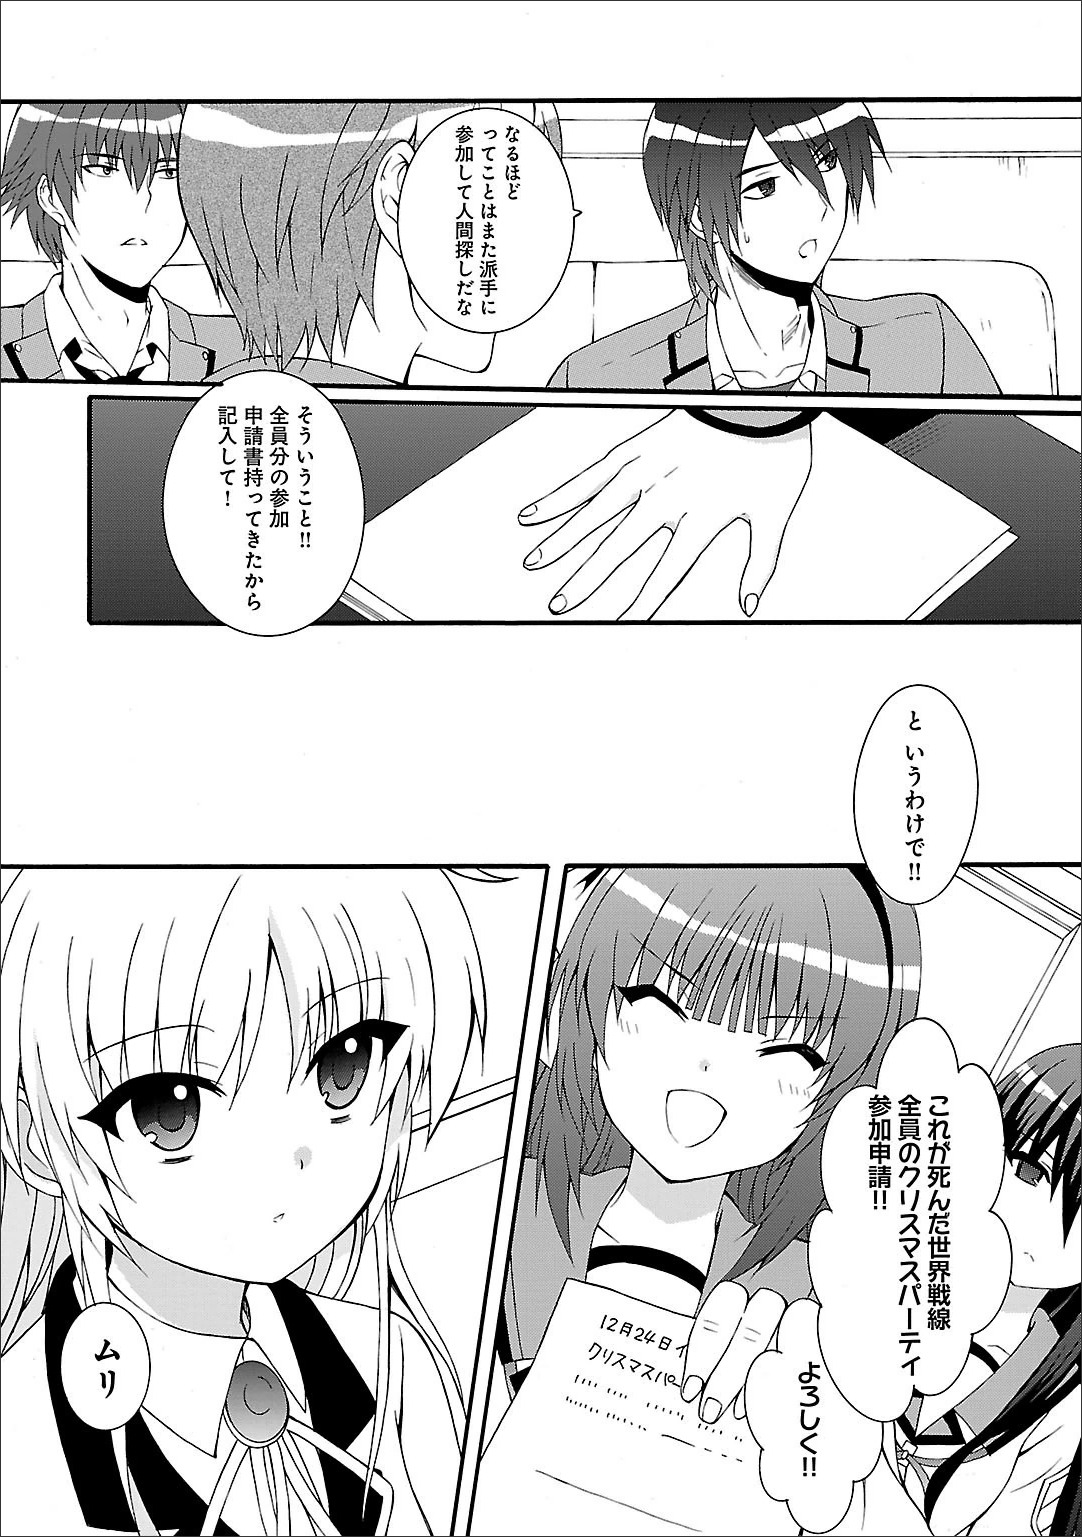 なるほど
ってことはまた派手に
参加して人間探しだな
そういうこと!!
全員分の参加
申請書持ってきたから
記入して!
と いうわけで!!
これが死んだ世界戦線
全員のクリスマスパーティ
参加申請!!
よろしく!!
12月24日イ
クリスマスパー
ムリ